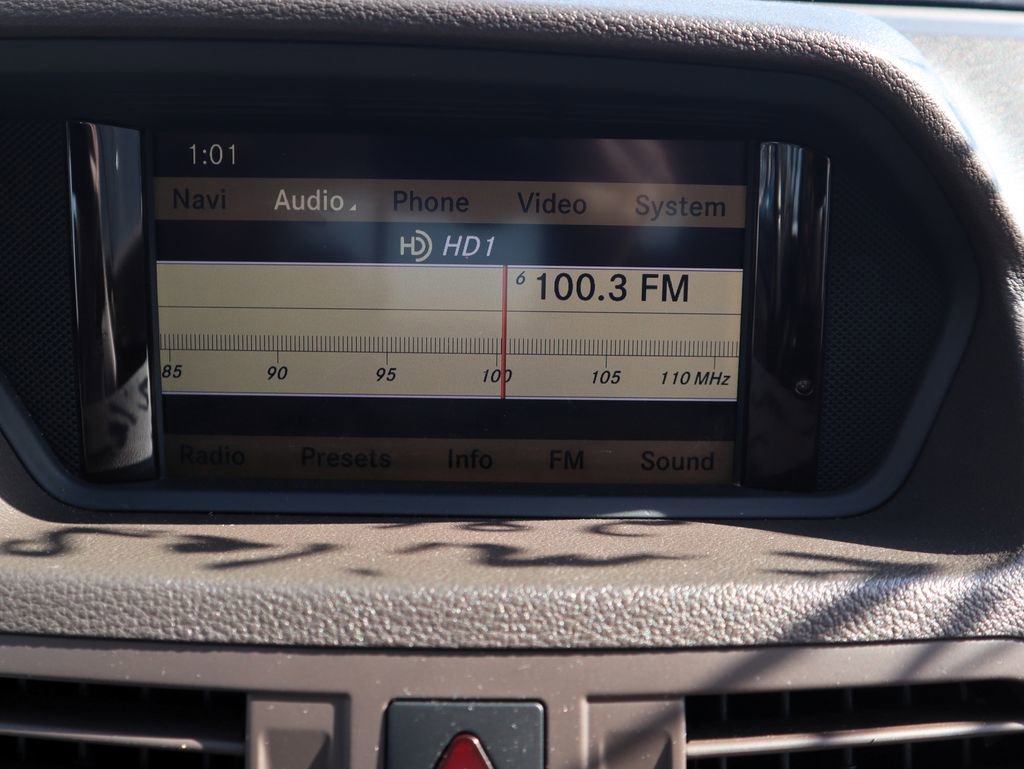 1:01
Navi Audio Phone Video System
HD HD1
6 100.3 FM
85 90 95 100 105 110 MHz
Radio Presets Info FM Sound